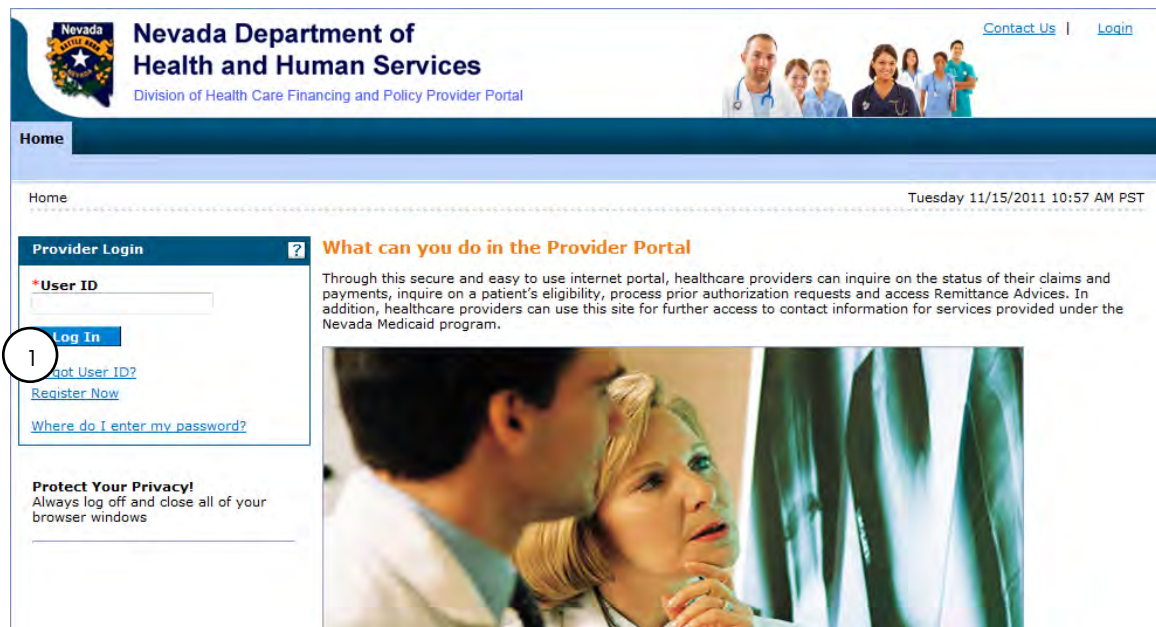 Nevada
BATTLE BORN
Nevada Department of
Health and Human Services
Division of Health Care Financing and Policy Provider Portal
Contact Us | Login
Home
Home
Tuesday 11/15/2011 10:57 AM PST
Provider Login ?
*User ID
Log In
1
Forgot User ID?
Register Now
Where do I enter my password?
Protect Your Privacy!
Always log off and close all of your
browser windows
What can you do in the Provider Portal
Through this secure and easy to use internet portal, healthcare providers can inquire on the status of their claims and
payments, inquire on a patient's eligibility, process prior authorization requests and access Remittance Advices. In
addition, healthcare providers can use this site for further access to contact information for services provided under the
Nevada Medicaid program.